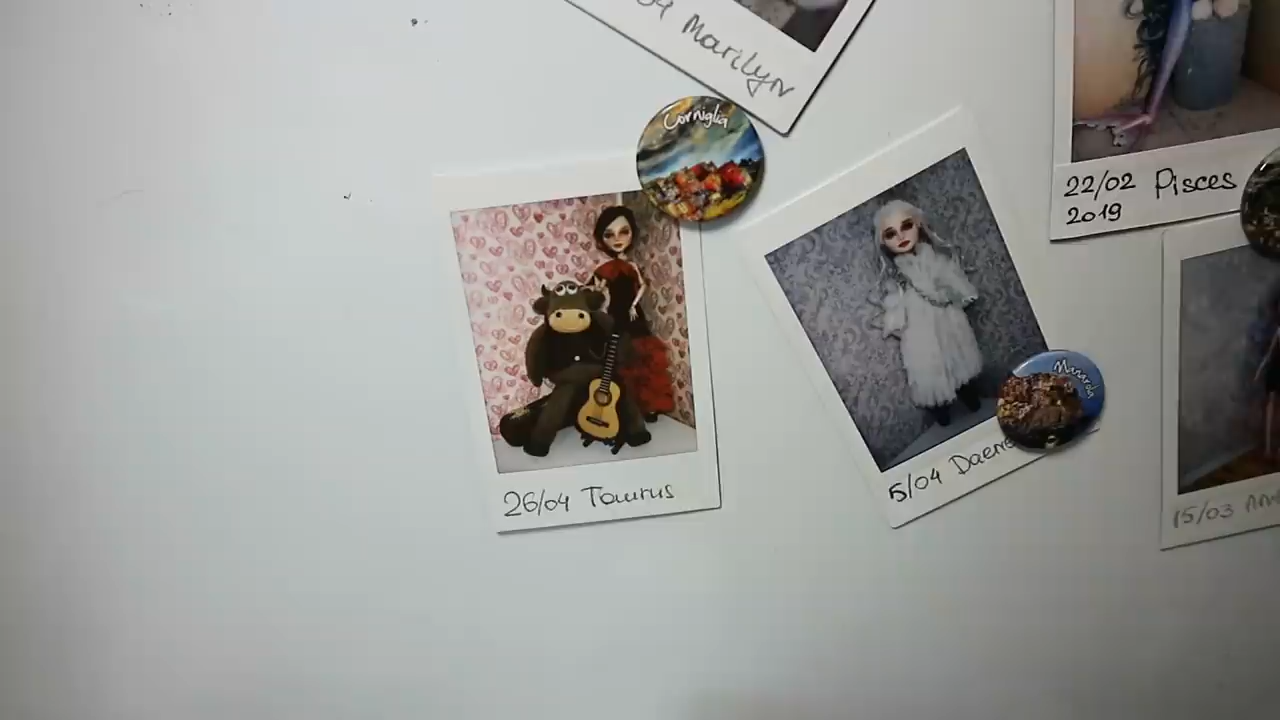 Marilyn
Corniglia
22/02 Pisces
2019
Manarola
26/04 Taurus
5/04 Daene
15/03